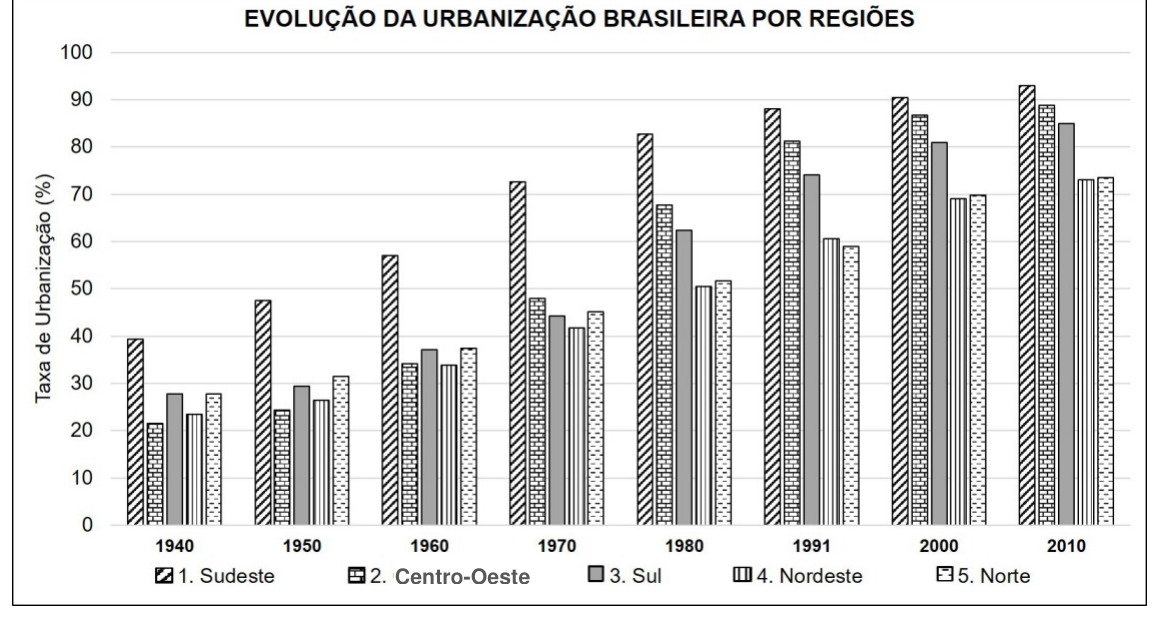 EVOLUÇÃO DA URBANIZAÇÃO BRASILEIRA POR REGIÕES
Taxa de Urbanização (%)
100
90
80
70
60
50
40
30
20
10
0
1940 1950 1960 1970 1980 1991 2000 2010
1. Sudeste 2. Centro-Oeste 3. Sul 4. Nordeste 5. Norte